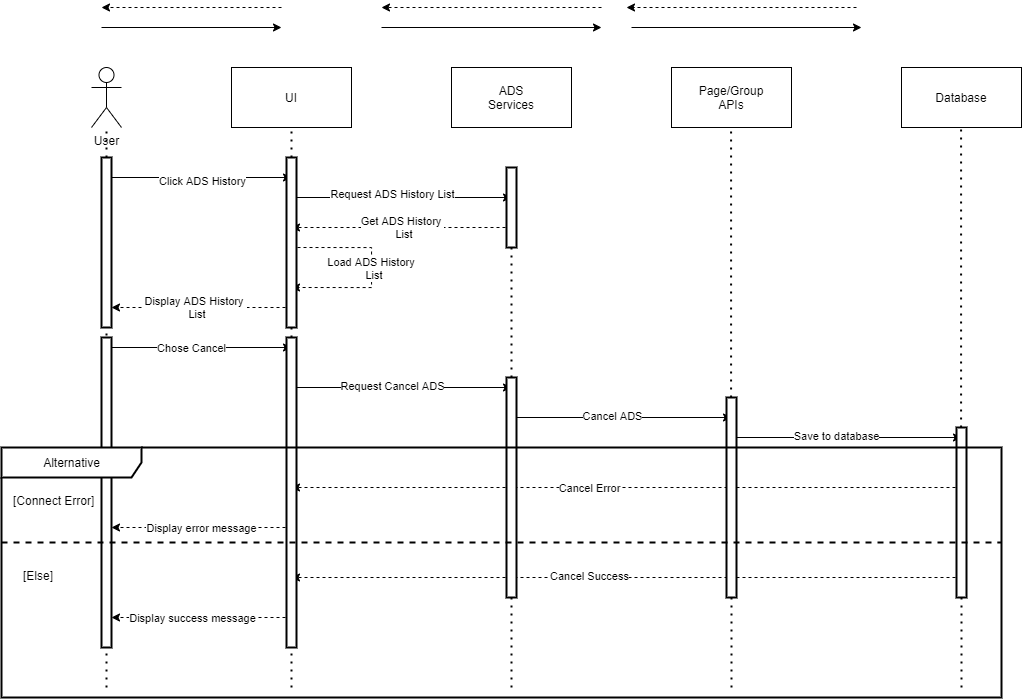 User
UI
ADS
Services
Page/Group
APIs
Database
Click ADS History
Request ADS History List
Get ADS History
List
Load ADS History
List
Display ADS History
List
Chose Cancel
Request Cancel ADS
Cancel ADS
Save to database
Alternative
[Connect Error]
Cancel Error
Display error message
[Else]
Cancel Success
Display success message